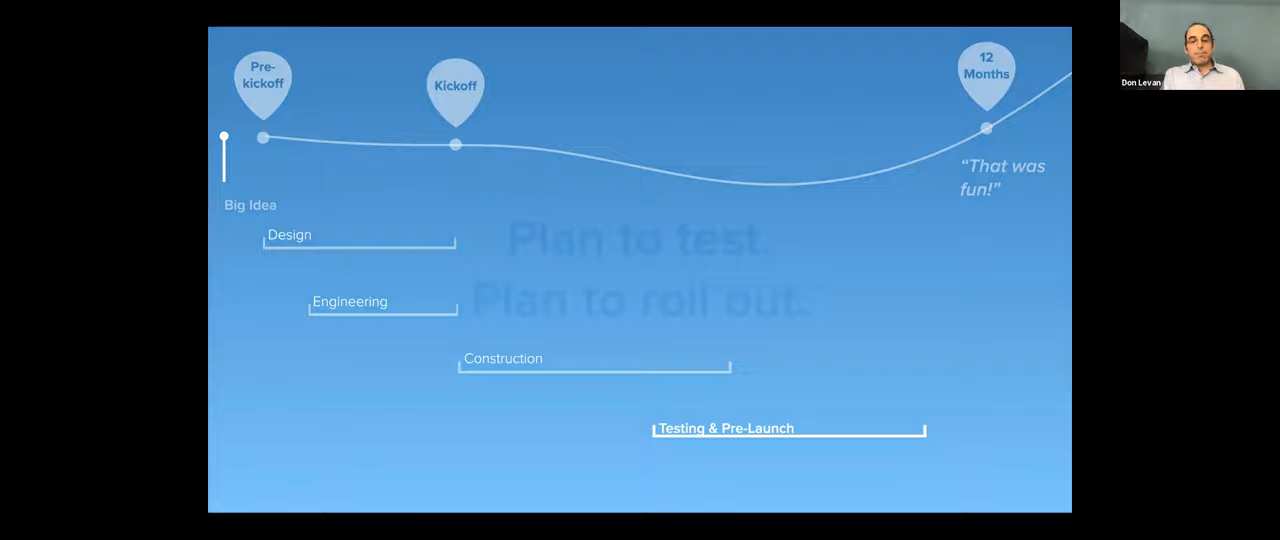 Pre-
kickoff
Kickoff
12
Months
Don Levan
"That was
fun!"
Big Idea
Design
Plan to test.
Engineering
Plan to roll out.
Construction
Testing & Pre-Launch